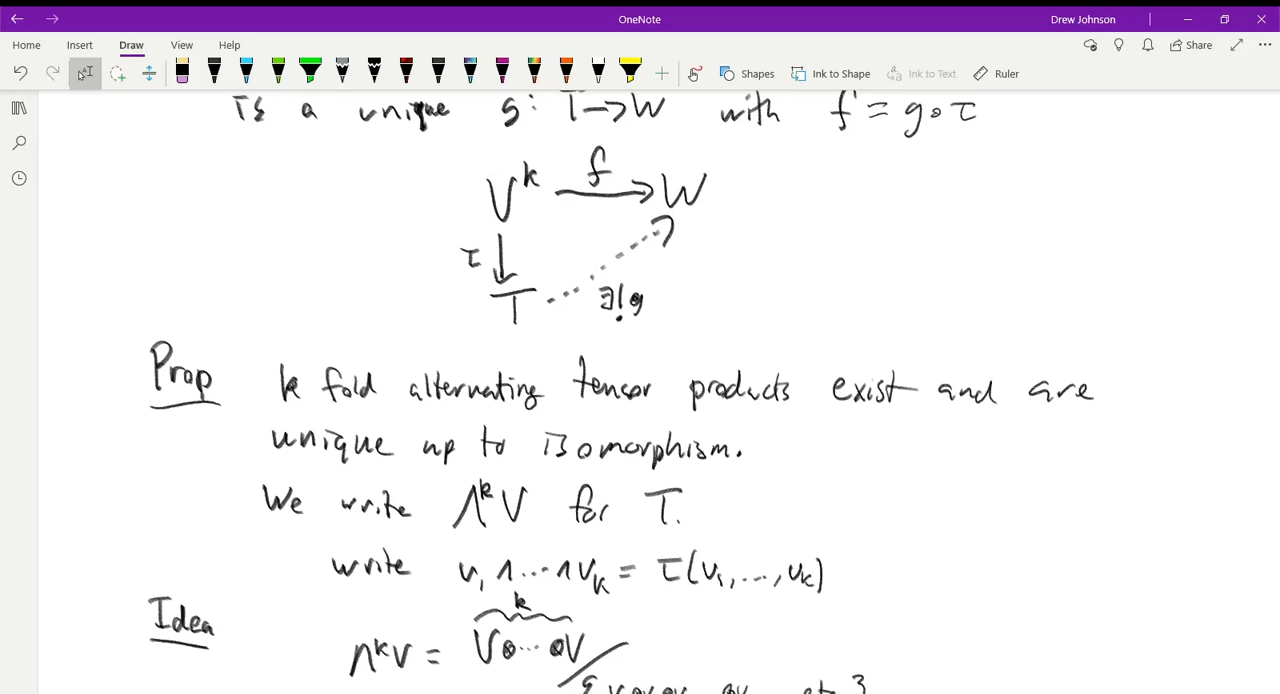 OneNote
Drew Johnson
Home Insert Draw View Help
Share
Shapes Ink to Shape Ink to Text Ruler
is a unique g: T → W with f = g∘τ
V^k f W
τ
T ∃!g
Prop k fold alternating tensor products exist and are
unique up to isomorphism.
We write Λ^k V for T.
write v₁ ∧ ... ∧ v_k = τ(v₁, ..., v_k)
Idea
k
Λ^k V = V⊗...⊗V /